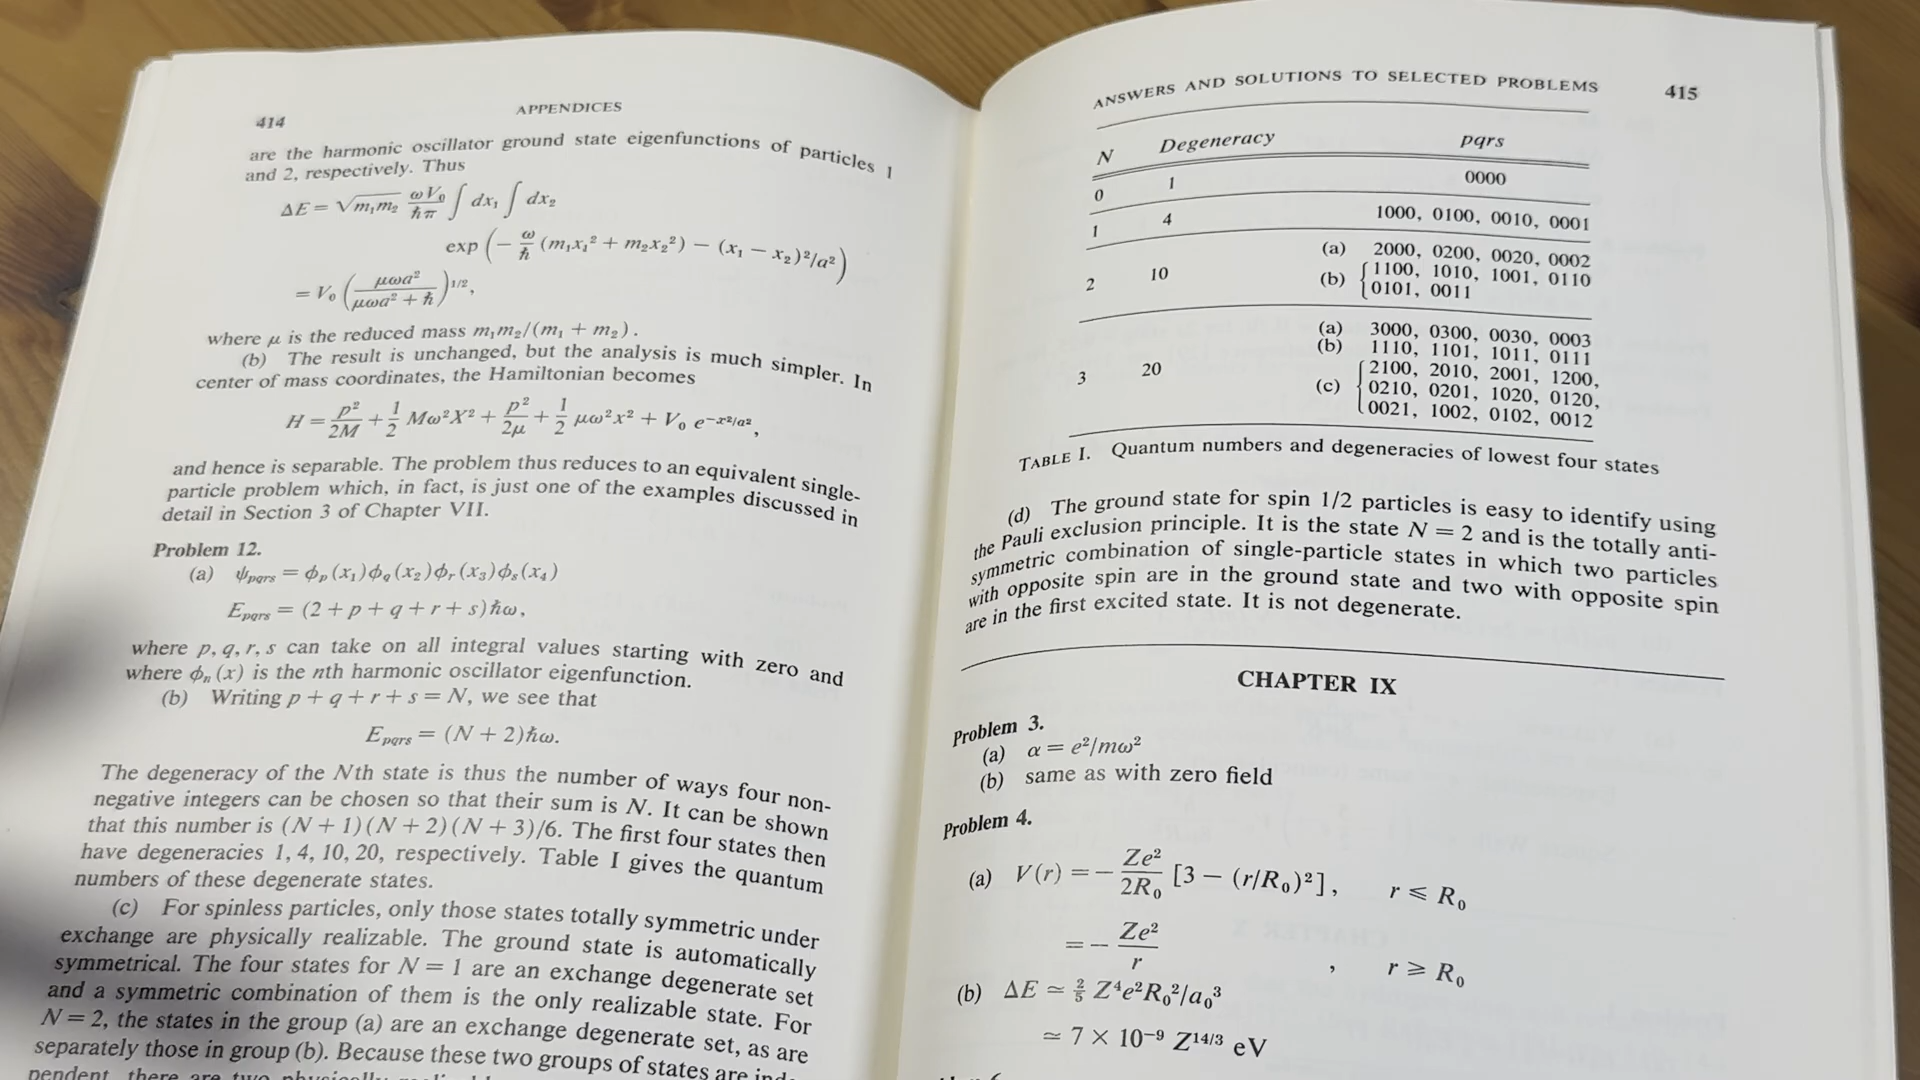 414
APPENDICES
are the harmonic oscillator ground state eigenfunctions of particles 1
and 2, respectively. Thus
ΔE = √m₁m₂ ωV₀/ħπ ∫ dx₁ ∫ dx₂
exp (− ω/ħ (m₁x₁² + m₂x₂²) − (x₁ − x₂)²/a²)
= V₀ (μωa²/(μωa² + ħ))^1/2,
where μ is the reduced mass m₁m₂/(m₁ + m₂).
(b) The result is unchanged, but the analysis is much simpler. In
center of mass coordinates, the Hamiltonian becomes
H = p²/2M + 1/2 Mω²X² + p²/2μ + 1/2 μω²x² + V₀ e^−x²/a²,
and hence is separable. The problem thus reduces to an equivalent single-
particle problem which, in fact, is just one of the examples discussed in
detail in Section 3 of Chapter VII.
Problem 12.
(a) ψpqrs = ϕp(x₁)ϕq(x₂)ϕr(x₃)ϕs(x₄)
Epqrs = (2 + p + q + r + s)ħω,
where p, q, r, s can take on all integral values starting with zero and
where ϕn(x) is the nth harmonic oscillator eigenfunction.
(b) Writing p + q + r + s = N, we see that
Epqrs = (N + 2)ħω.
The degeneracy of the Nth state is thus the number of ways four non-
negative integers can be chosen so that their sum is N. It can be shown
that this number is (N + 1)(N + 2)(N + 3)/6. The first four states then
have degeneracies 1, 4, 10, 20, respectively. Table I gives the quantum
numbers of these degenerate states.
(c) For spinless particles, only those states totally symmetric under
exchange are physically realizable. The ground state is automatically
symmetrical. The four states for N = 1 are an exchange degenerate set
and a symmetric combination of them is the only realizable state. For
N = 2, the states in the group (a) are an exchange degenerate set, as are
separately those in group (b). Because these two groups of states are inde-
pendent, there are two
ANSWERS AND SOLUTIONS TO SELECTED PROBLEMS
415
N Degeneracy pqrs
0 1 0000
1 4 1000, 0100, 0010, 0001
(a) 2000, 0200, 0020, 0002
2 10 (b) {1100, 1010, 1001, 0110
0101, 0011
(a) 3000, 0300, 0030, 0003
(b) 1110, 1101, 1011, 0111
3 20 (c) {2100, 2010, 2001, 1200,
0210, 0201, 1020, 0120,
0021, 1002, 0102, 0012
TABLE I. Quantum numbers and degeneracies of lowest four states
(d) The ground state for spin 1/2 particles is easy to identify using
the Pauli exclusion principle. It is the state N = 2 and is the totally anti-
symmetric combination of single-particle states in which two particles
with opposite spin are in the ground state and two with opposite spin
are in the first excited state. It is not degenerate.
CHAPTER IX
Problem 3.
(a) α = e²/mω²
(b) same as with zero field
Problem 4.
(a) V(r) = − Ze²/2R₀ [3 − (r/R₀)²], r ⩽ R₀
= − Ze²/r , r ⩾ R₀
(b) ΔE ≃ 2/5 Z⁴e²R₀²/a₀³
≃ 7 × 10⁻⁹ Z^14/3 eV